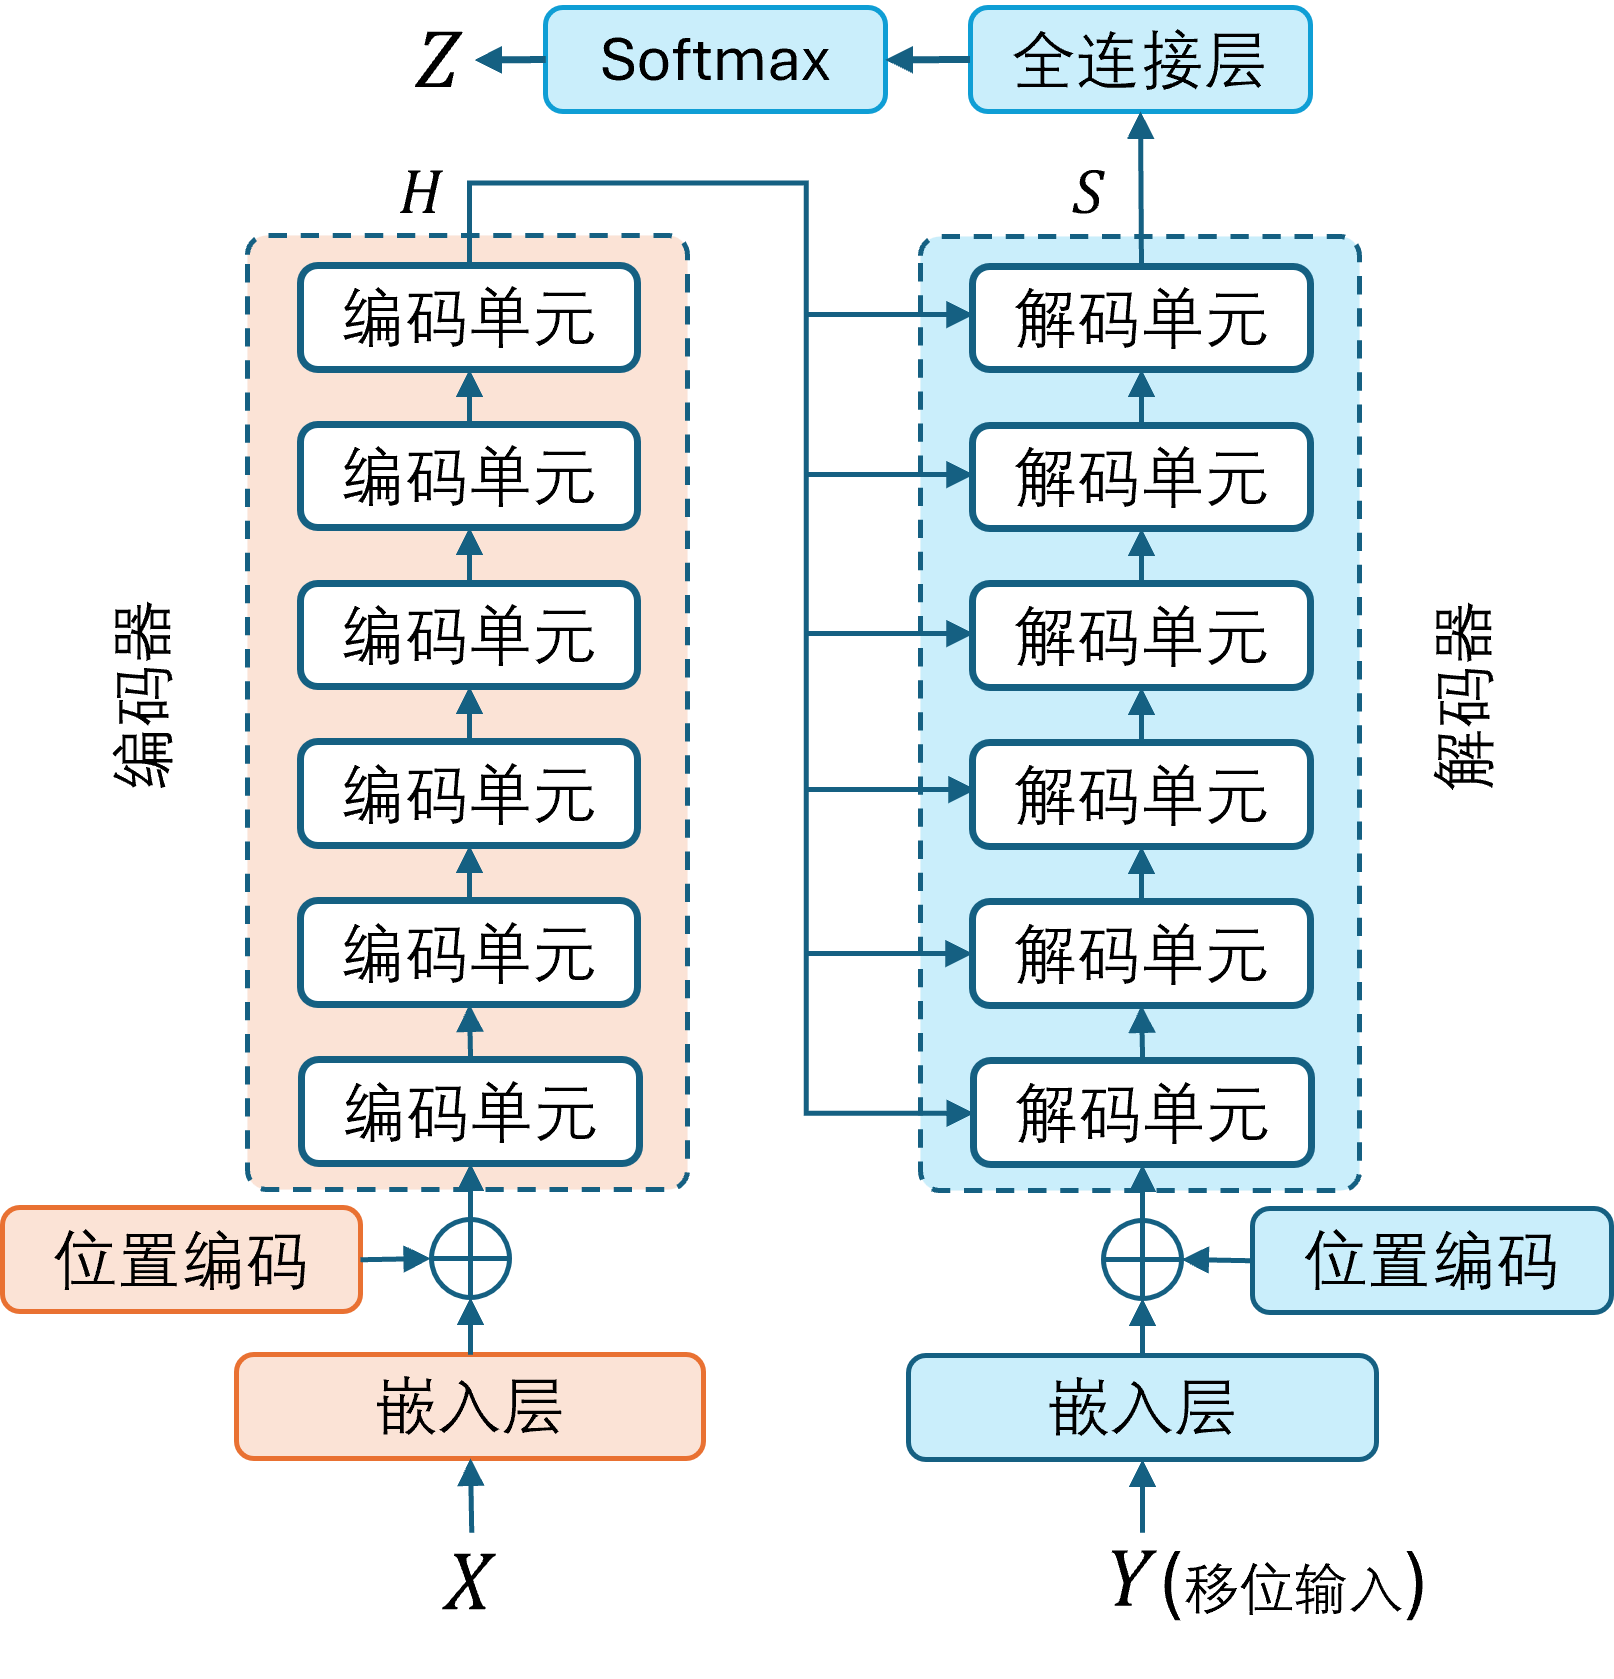 Z
Softmax
全连接层
H
S
编码器
编码单元
编码单元
编码单元
编码单元
编码单元
编码单元
解码单元
解码单元
解码单元
解码单元
解码单元
解码单元
解码器
位置编码
位置编码
嵌入层
嵌入层
X
Y(移位输入)